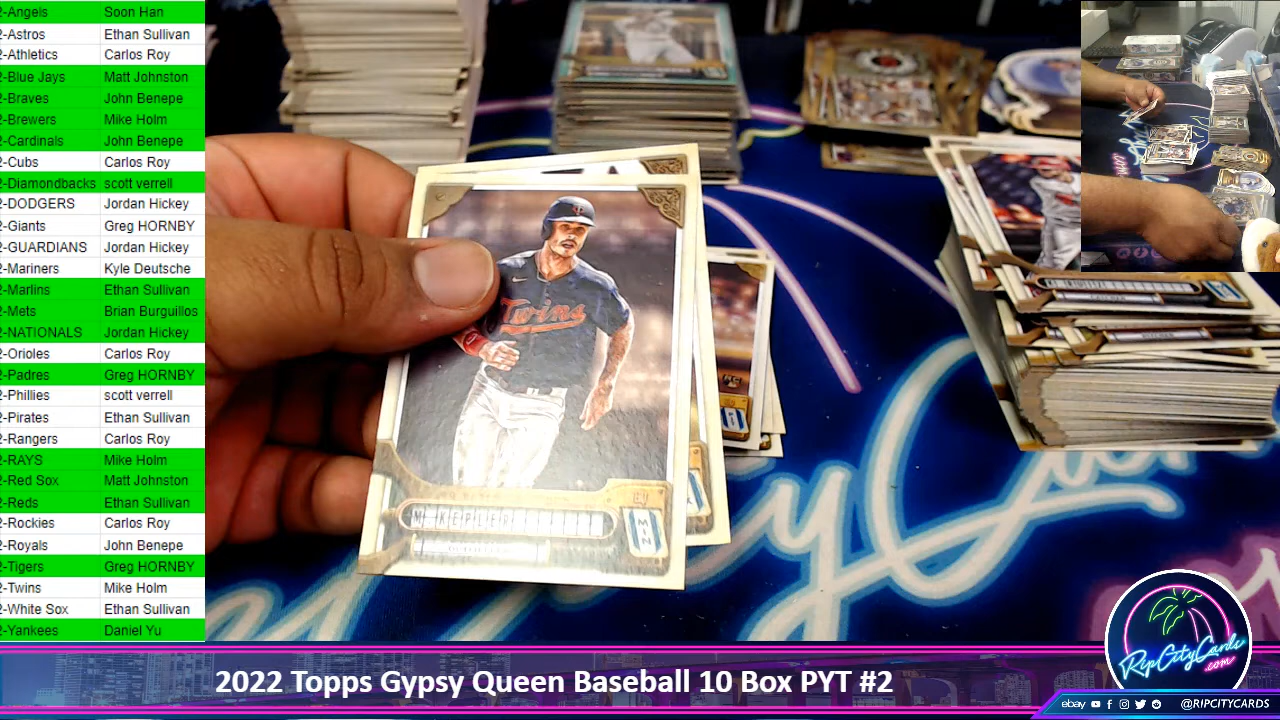 2-Angels Soon Han
2-Astros Ethan Sullivan
2-Athletics Carlos Roy
2-Blue Jays Matt Johnston
2-Braves John Benepe
2-Brewers Mike Holm
2-Cardinals John Benepe
2-Cubs Carlos Roy
2-Diamondbacks scott verrell
2-DODGERS Jordan Hickey
2-Giants Greg HORNBY
2-GUARDIANS Jordan Hickey
2-Mariners Kyle Deutsche
2-Marlins Ethan Sullivan
2-Mets Brian Burguillos
2-NATIONALS Jordan Hickey
2-Orioles Carlos Roy
2-Padres Greg HORNBY
2-Phillies scott verrell
2-Pirates Ethan Sullivan
2-Rangers Carlos Roy
2-RAYS Mike Holm
2-Red Sox Matt Johnston
2-Reds Ethan Sullivan
2-Rockies Carlos Roy
2-Royals John Benepe
2-Tigers Greg HORNBY
2-Twins Mike Holm
2-White Sox Ethan Sullivan
2-Yankees Daniel Yu
Twins
M KEPLER
MIN
RipCityCards
.com
2022 Topps Gypsy Queen Baseball 10 Box PYT #2
ebay @RIPCITYCARDS